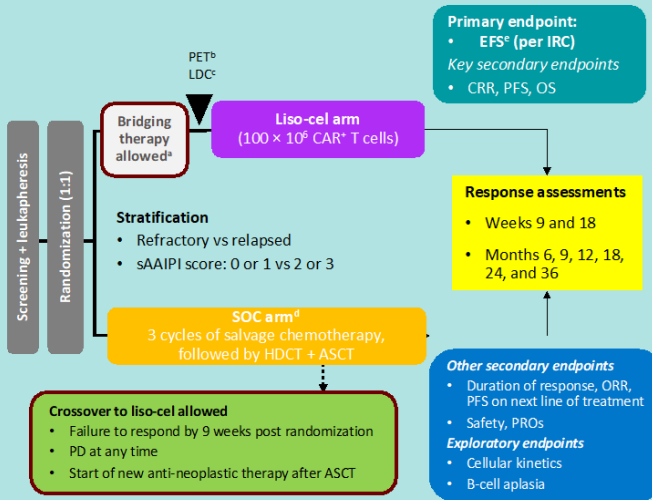 Primary endpoint:
• EFSᵉ (per IRC)
Key secondary endpoints
• CRR, PFS, OS
PETᵇ
LDCᶜ
Screening + leukapheresis
Randomization (1:1)
Bridging
therapy
allowedᵃ
Liso-cel arm
(100 × 10⁶ CAR⁺ T cells)
Stratification
• Refractory vs relapsed
• sAAIPI score: 0 or 1 vs 2 or 3
Response assessments
• Weeks 9 and 18
• Months 6, 9, 12, 18,
24, and 36
SOC armᵈ
3 cycles of salvage chemotherapy,
followed by HDCT + ASCT
Crossover to liso-cel allowed
• Failure to respond by 9 weeks post randomization
• PD at any time
• Start of new anti-neoplastic therapy after ASCT
Other secondary endpoints
• Duration of response, ORR,
PFS on next line of treatment
• Safety, PROs
Exploratory endpoints
• Cellular kinetics
• B-cell aplasia